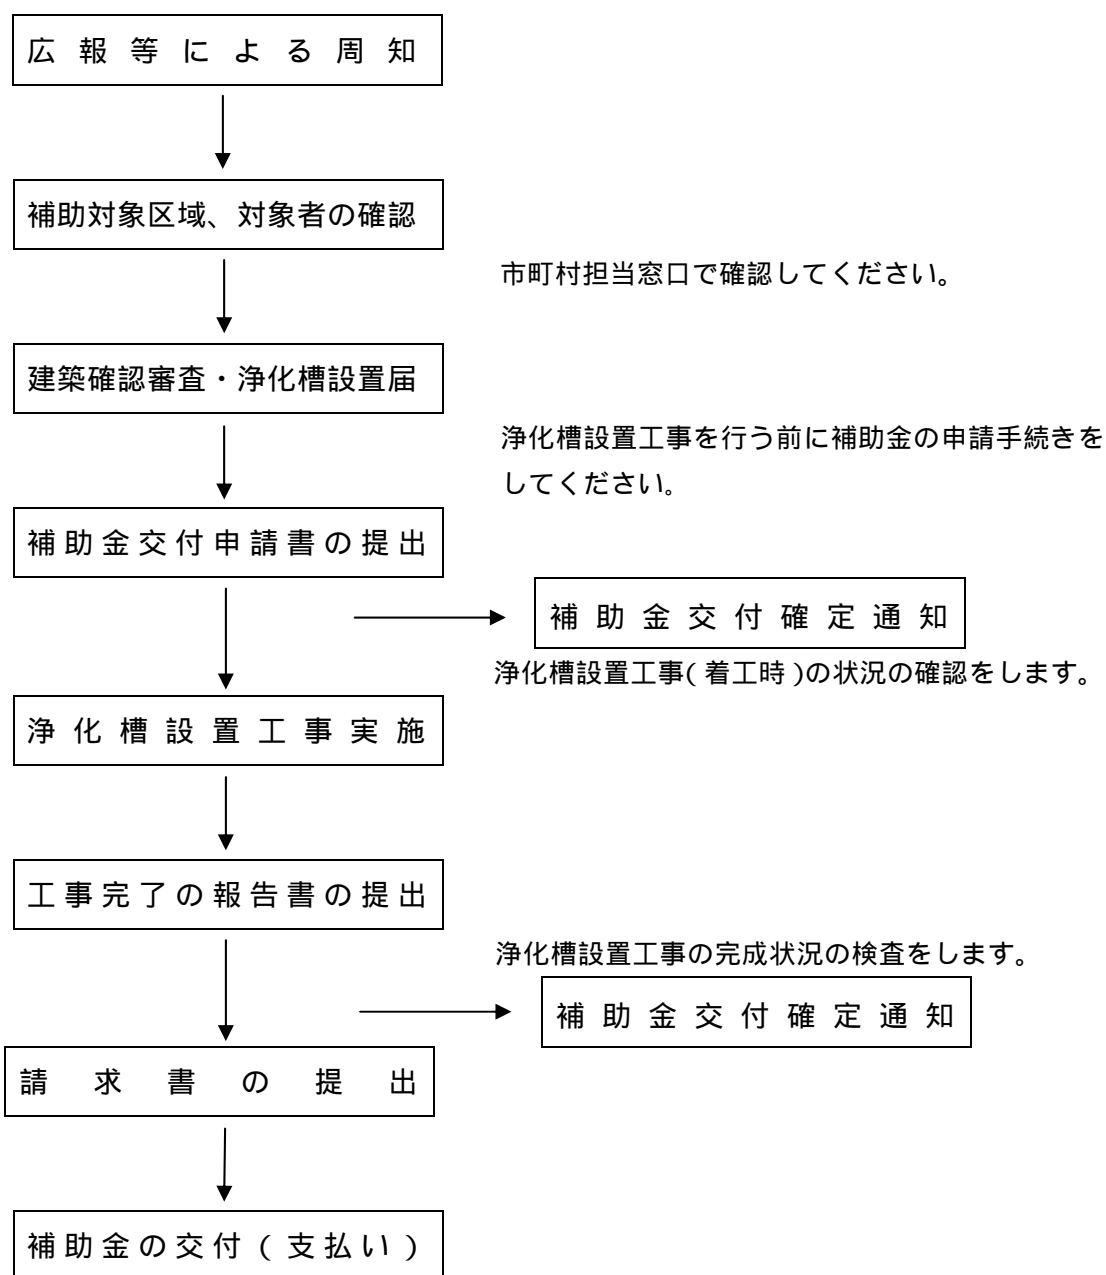 広報等による周知
補助対象区域、対象者の確認
市町村担当窓口で確認してください。
建築確認審査・浄化槽設置届
浄化槽設置工事を行う前に補助金の申請手続きを
してください。
補助金交付申請書の提出
補助金交付確定通知
浄化槽設置工事(着工時)の状況の確認をします。
浄化槽設置工事実施
工事完了の報告書の提出
浄化槽設置工事の完成状況の検査をします。
補助金交付確定通知
請求書の提出
補助金の交付(支払い)